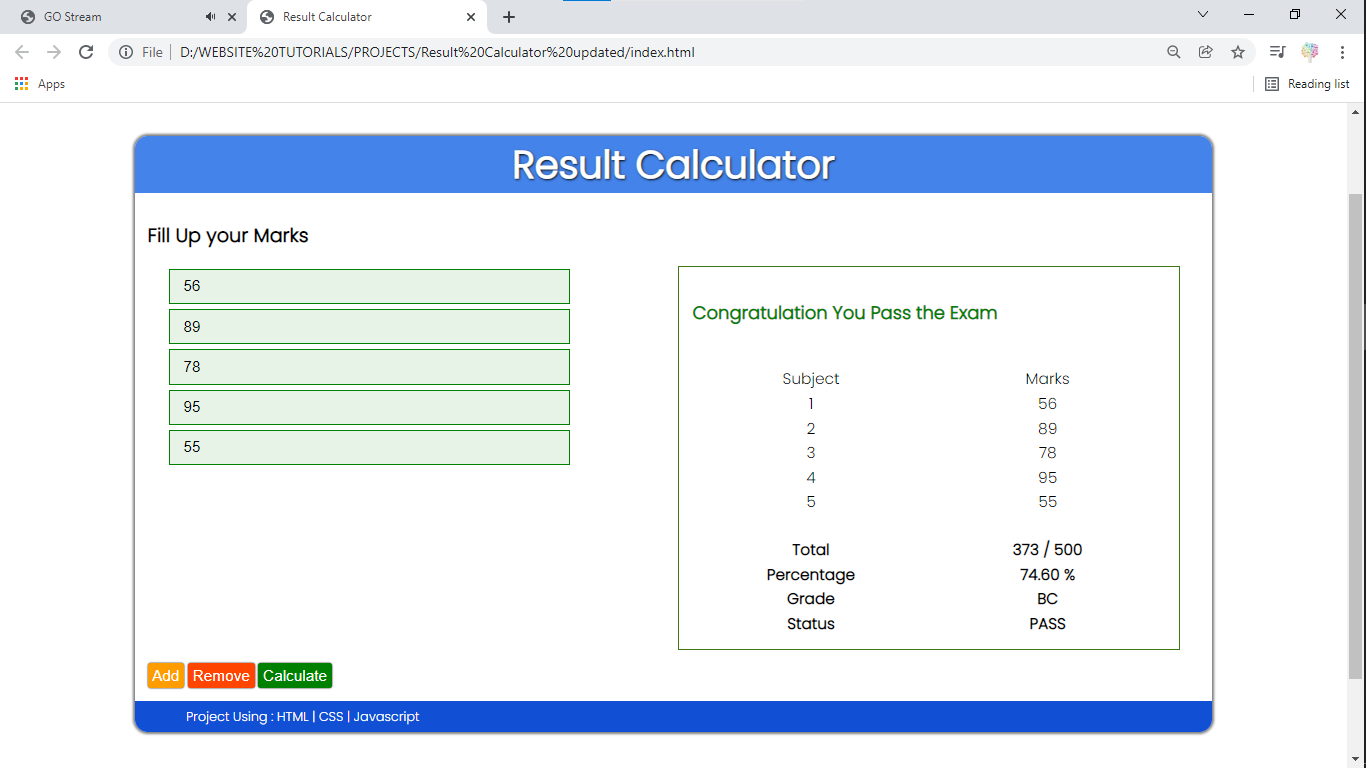 GO Stream
Result Calculator
File
D:/WEBSITE%20TUTORIALS/PROJECTS/Result%20Calculator%20updated/index.html
Apps
Reading list
Result Calculator
Fill Up your Marks
56
89
78
95
55
Congratulation You Pass the Exam
Subject Marks
1 56
2 89
3 78
4 95
5 55
Total 373 / 500
Percentage 74.60 %
Grade BC
Status PASS
Add Remove Calculate
Project Using : HTML | CSS | Javascript